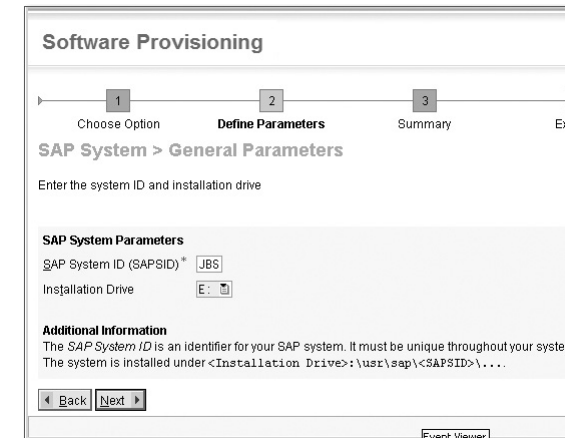 Software Provisioning
1 2 3
Choose Option Define Parameters Summary
SAP System > General Parameters
Enter the system ID and installation drive
SAP System Parameters
SAP System ID (SAPSID) * JBS
Installation Drive E:
Additional Information
The SAP System ID is an identifier for your SAP system. It must be unique throughout your syste
The system is installed under <Installation Drive>:\usr\sap\<SAPSID>\....
Back Next
Event Viewer